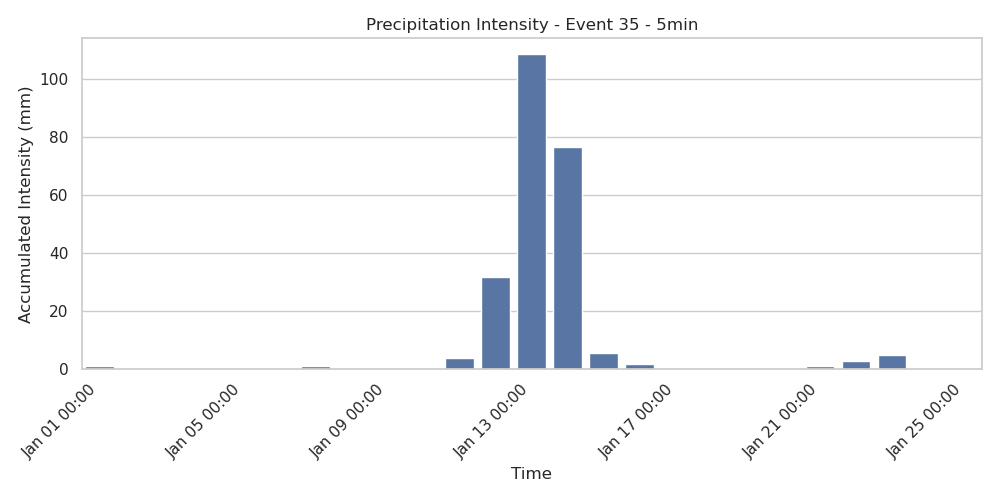 Precipitation Intensity - Event 35 - 5min
Accumulated Intensity (mm)
100
80
60
40
20
0
Jan 01 00:00
Jan 05 00:00
Jan 09 00:00
Jan 13 00:00
Jan 17 00:00
Jan 21 00:00
Jan 25 00:00
Time